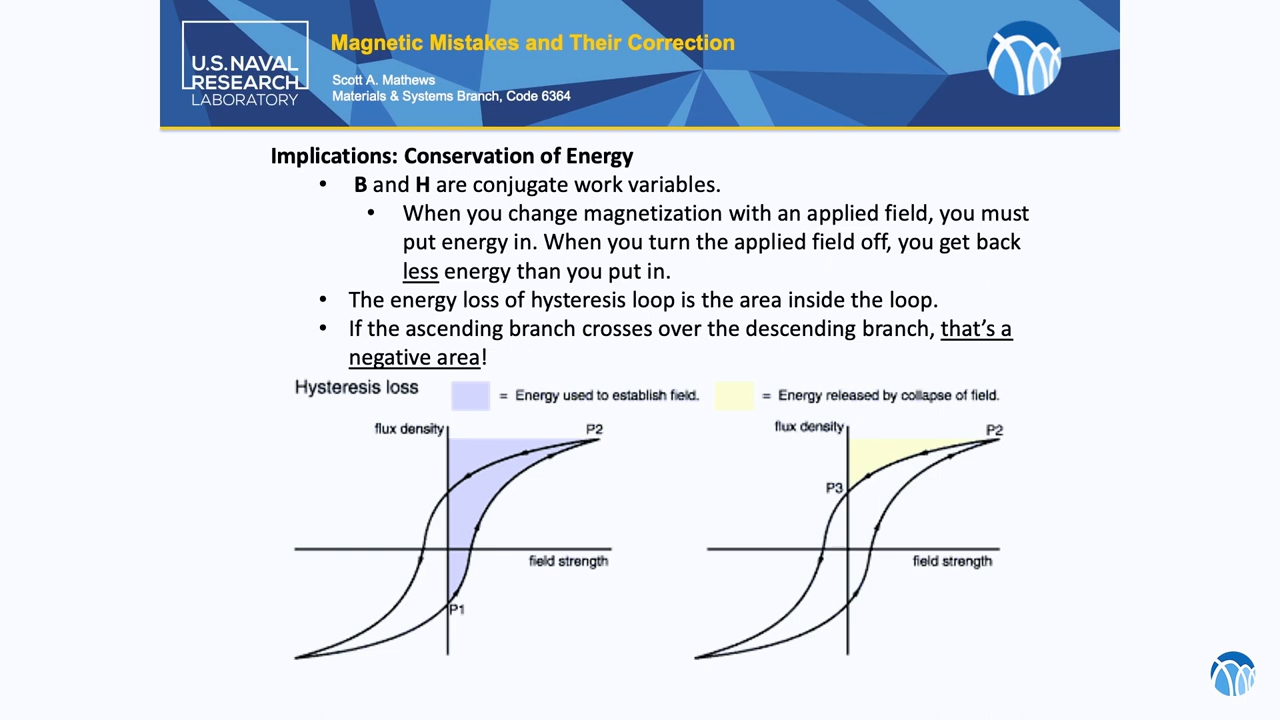 U.S. NAVAL
RESEARCH
LABORATORY
Magnetic Mistakes and Their Correction
Scott A. Mathews
Materials & Systems Branch, Code 6364
Implications: Conservation of Energy
• B and H are conjugate work variables.
• When you change magnetization with an applied field, you must
put energy in. When you turn the applied field off, you get back
less energy than you put in.
• The energy loss of hysteresis loop is the area inside the loop.
• If the ascending branch crosses over the descending branch, that's a
negative area!
Hysteresis loss
= Energy used to establish field.
= Energy released by collapse of field.
flux density
P2
field strength
P1
flux density
P2
P3
field strength